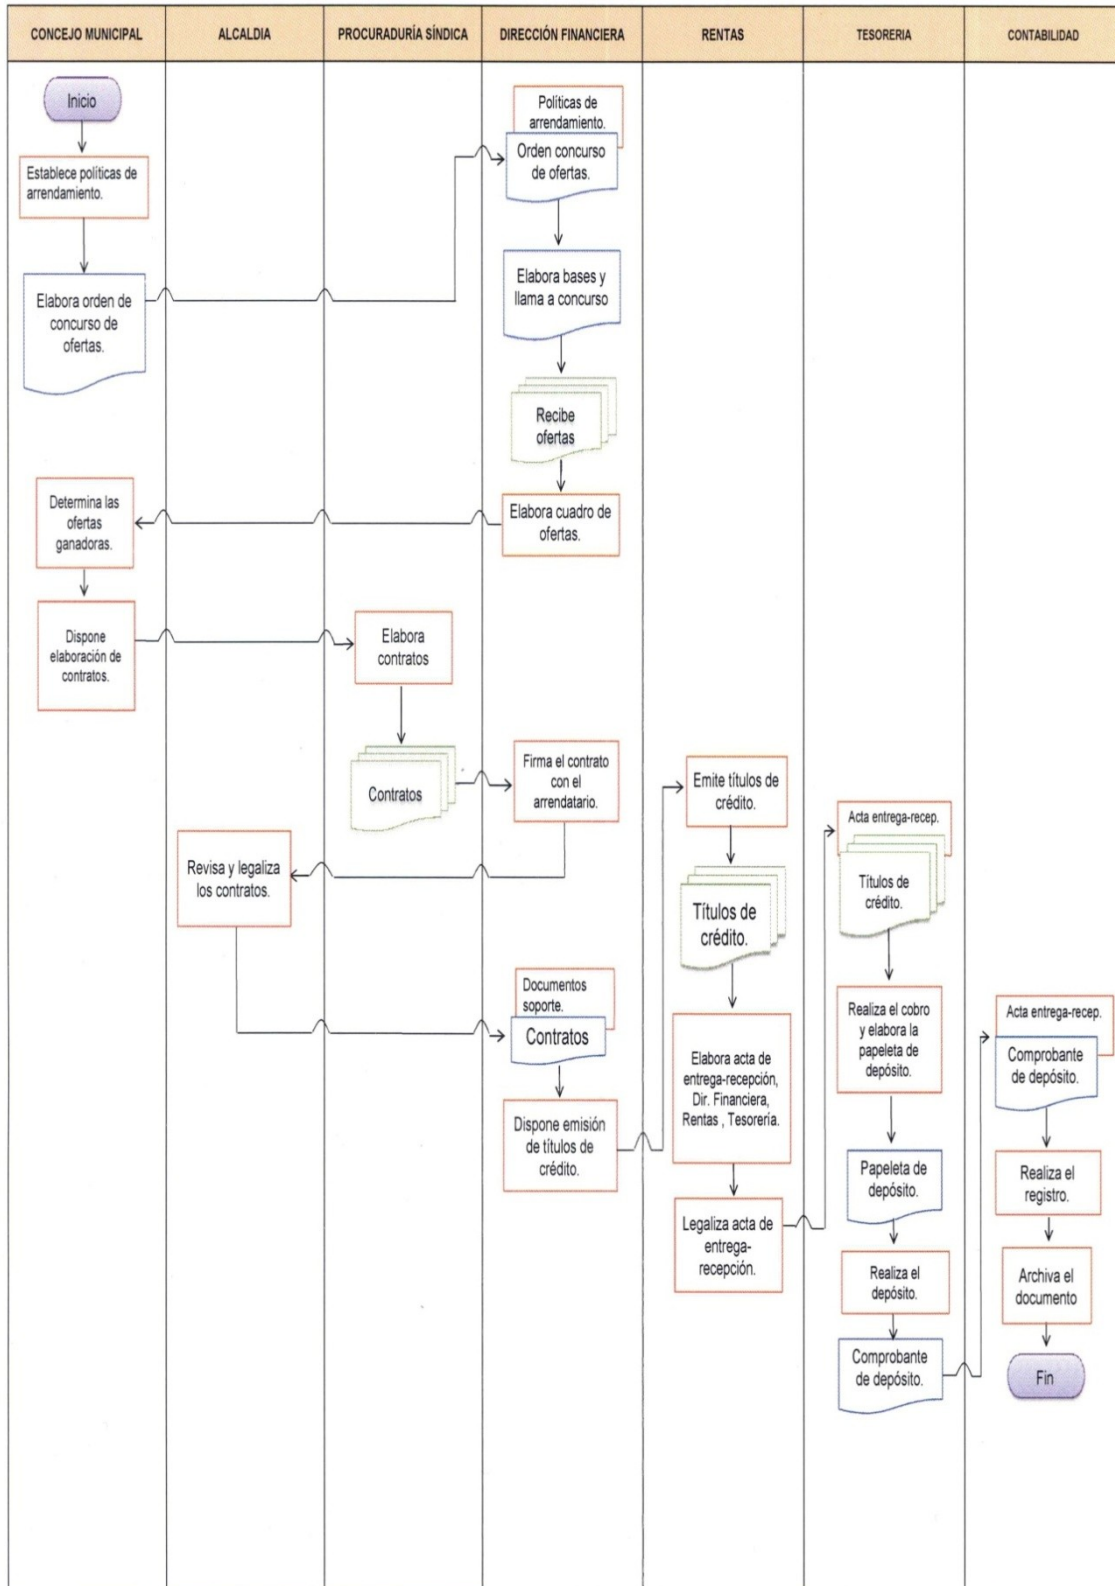 CONCEJO MUNICIPAL
ALCALDIA
PROCURADURÍA SÍNDICA
DIRECCIÓN FINANCIERA
RENTAS
TESORERIA
CONTABILIDAD
Inicio
Establece políticas de
arrendamiento.
Elabora orden de
concurso de
ofertas.
Políticas de
arrendamiento.
Orden concurso
de ofertas.
Elabora bases y
llama a concurso
Recibe
ofertas
Elabora cuadro de
ofertas.
Determina las
ofertas
ganadoras.
Dispone
elaboración de
contratos.
Elabora
contratos
Contratos
Firma el contrato
con el
arrendatario.
Revisa y legaliza
los contratos.
Documentos
soporte.
Contratos
Dispone emisión
de títulos de
crédito.
Emite títulos de
crédito.
Títulos de
crédito.
Elabora acta de
entrega-recepción,
Dir. Financiera,
Rentas , Tesorería.
Legaliza acta de
entrega-
recepción.
Acta entrega-recep.
Títulos de
crédito.
Realiza el cobro
y elabora la
papeleta de
depósito.
Papeleta de
depósito.
Realiza el
depósito.
Comprobante
de depósito.
Acta entrega-recep.
Comprobante
de depósito.
Realiza el
registro.
Archiva el
documento
Fin